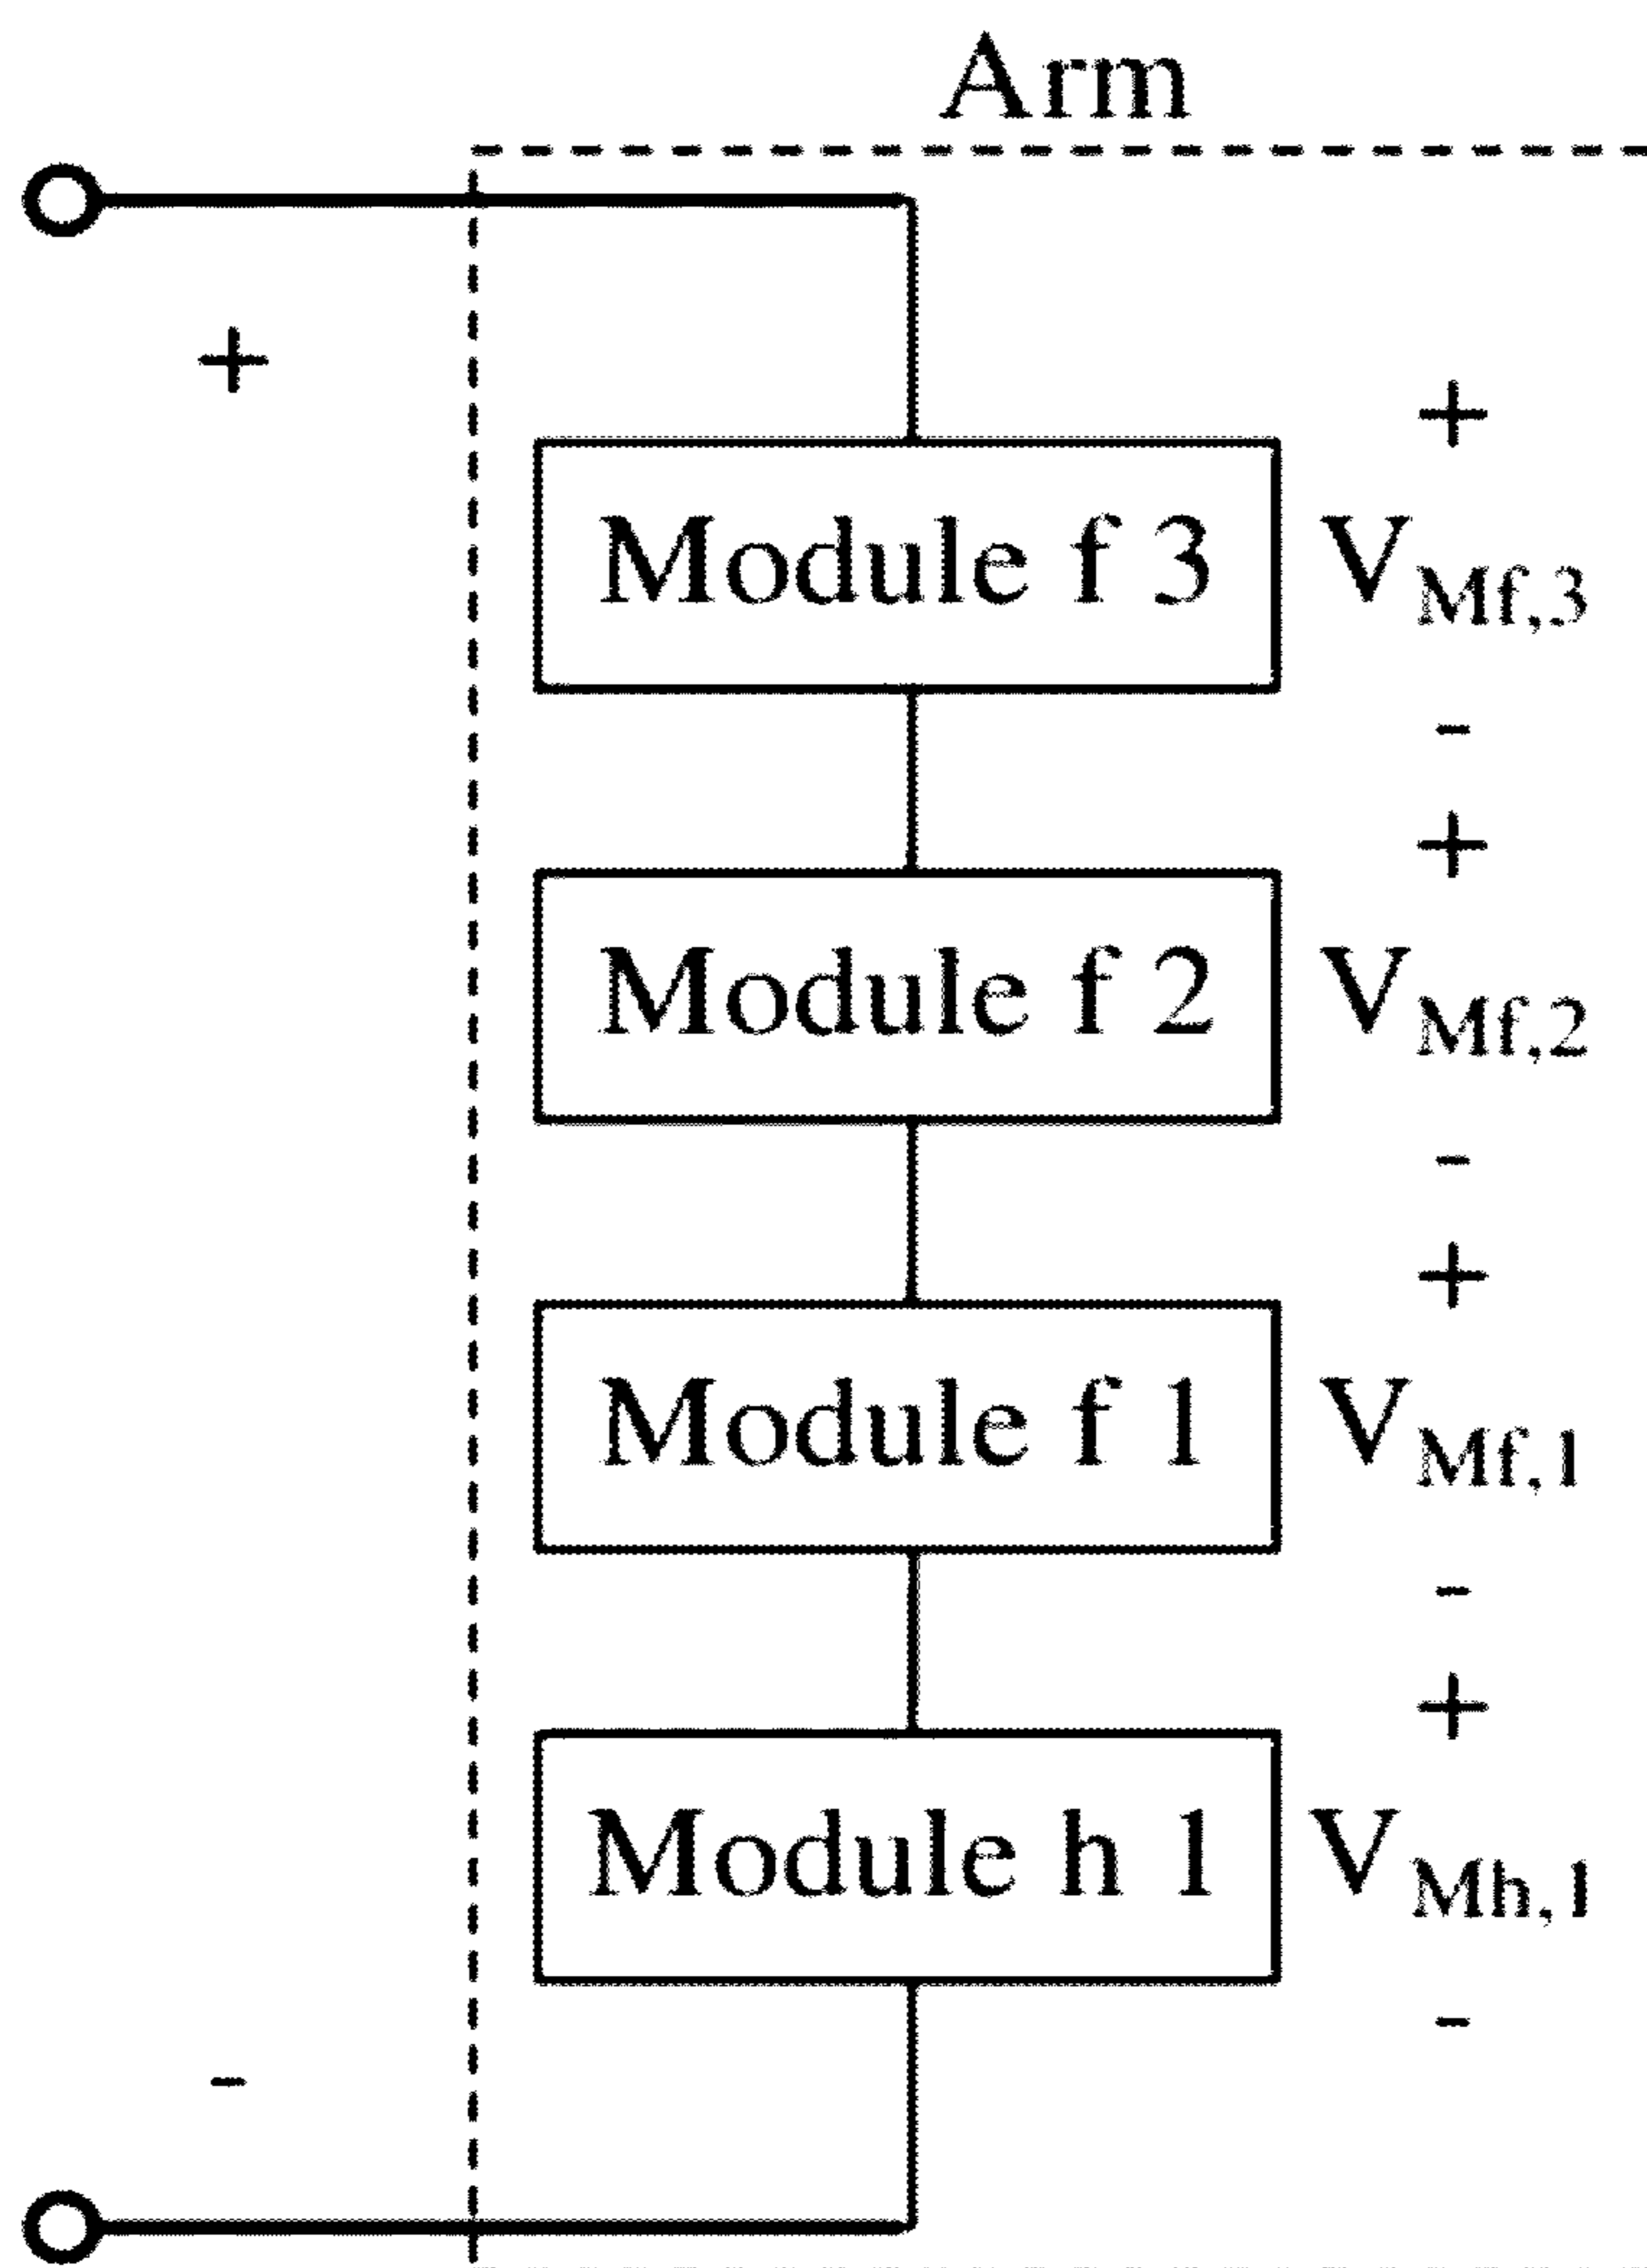 Arm
+
+
Module f 3 V_Mf,3
-
+
Module f 2 V_Mf,2
-
+
Module f 1 V_Mf,1
-
+
Module h 1 V_Mh,1
-
-